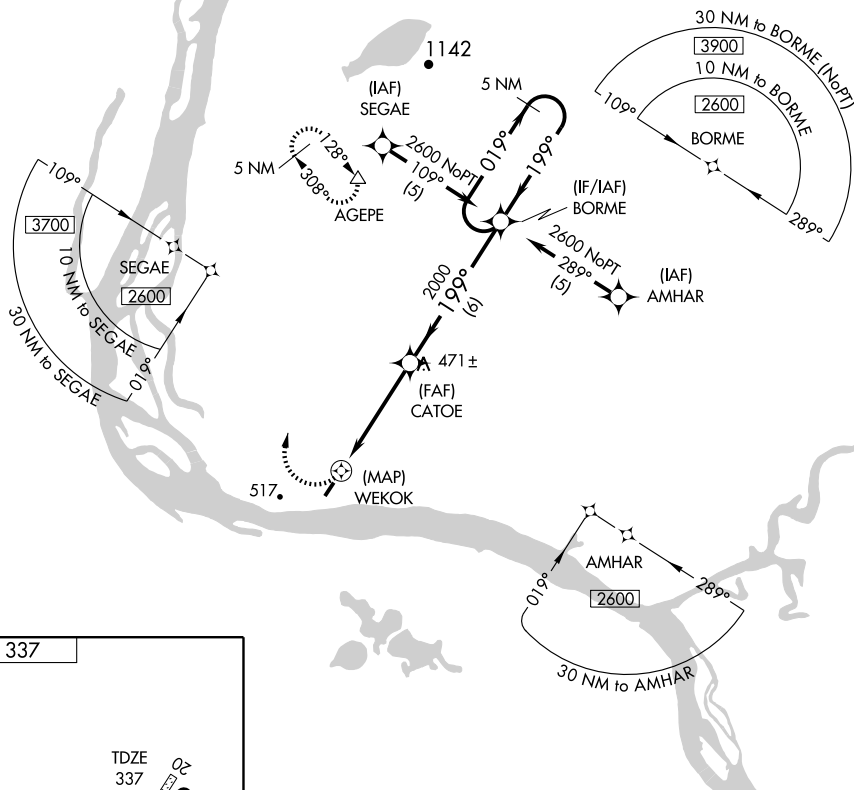 1142
(IAF)
SEGAE
5 NM
30 NM to BORME (NoPT)
3900
10 NM to BORME
2600
BORME
109°
289°
2600 NoPT
109°
(5)
019°
199°
5 NM
128°
308°
AGEPE
(IF/IAF)
BORME
2600 NoPT
289°
(5)
(IAF)
AMHAR
109°
3700
SEGAE
2600
10 NM to SEGAE
30 NM to SEGAE
019°
2000
199°
(6)
471±
(FAF)
CATOE
(MAP)
WEKOK
517
AMHAR
2600
019°
289°
30 NM to AMHAR
337
TDZE
337
20